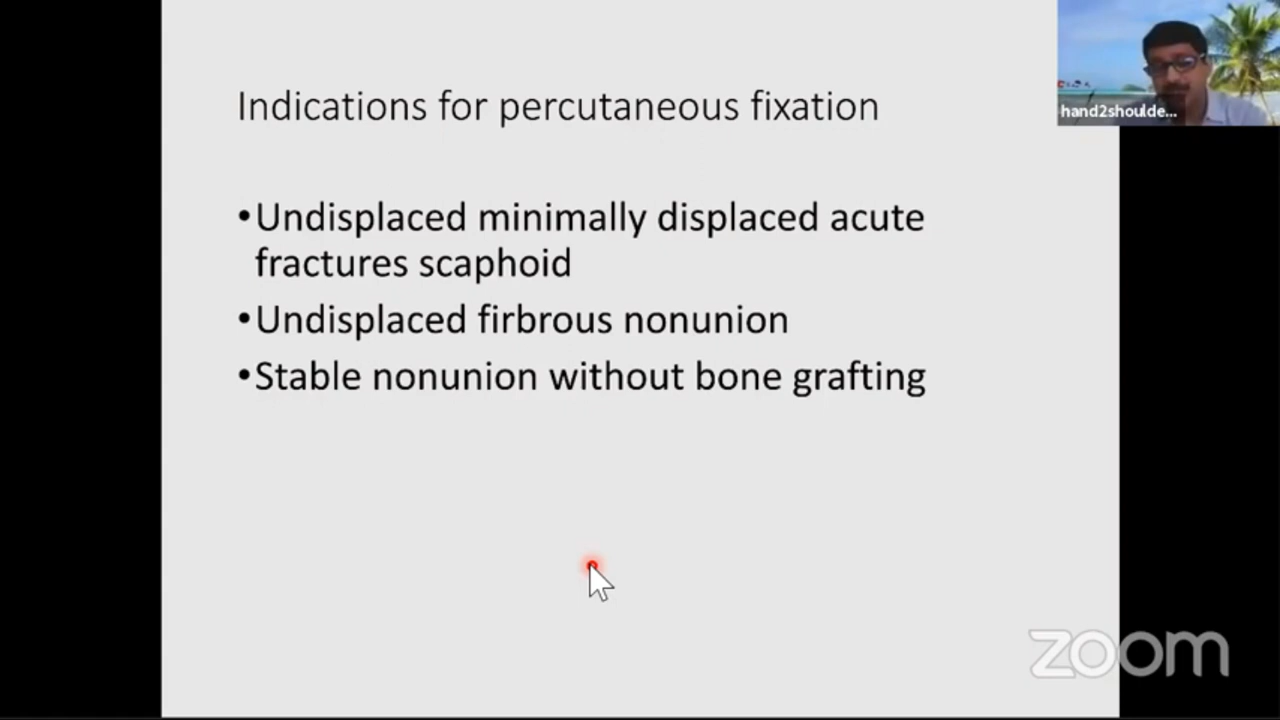 Indications for percutaneous fixation
hand2shoulde...
•Undisplaced minimally displaced acute
fractures scaphoid
•Undisplaced firbrous nonunion
•Stable nonunion without bone grafting
zoom